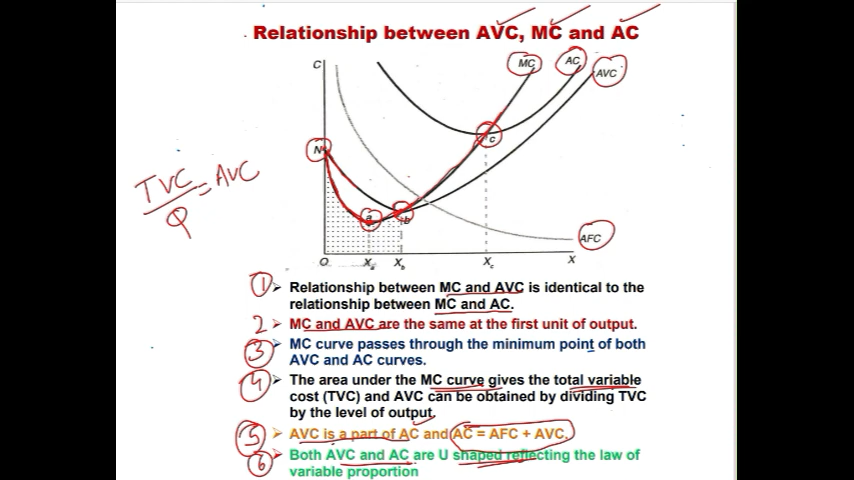 Relationship between AVC, MC and AC
C
MC
AC
AVC
N
c
a
b
AFC
O
Xa
Xb
Xc
X
TVC
Q
= AVC
1 ➢ Relationship between MC and AVC is identical to the
relationship between MC and AC.
2 ➢ MC and AVC are the same at the first unit of output.
3 ➢ MC curve passes through the minimum point of both
AVC and AC curves.
4 ➢ The area under the MC curve gives the total variable
cost (TVC) and AVC can be obtained by dividing TVC
by the level of output.
5 ➢ AVC is a part of AC and AC = AFC + AVC.
6 ➢ Both AVC and AC are U shaped reflecting the law of
variable proportion